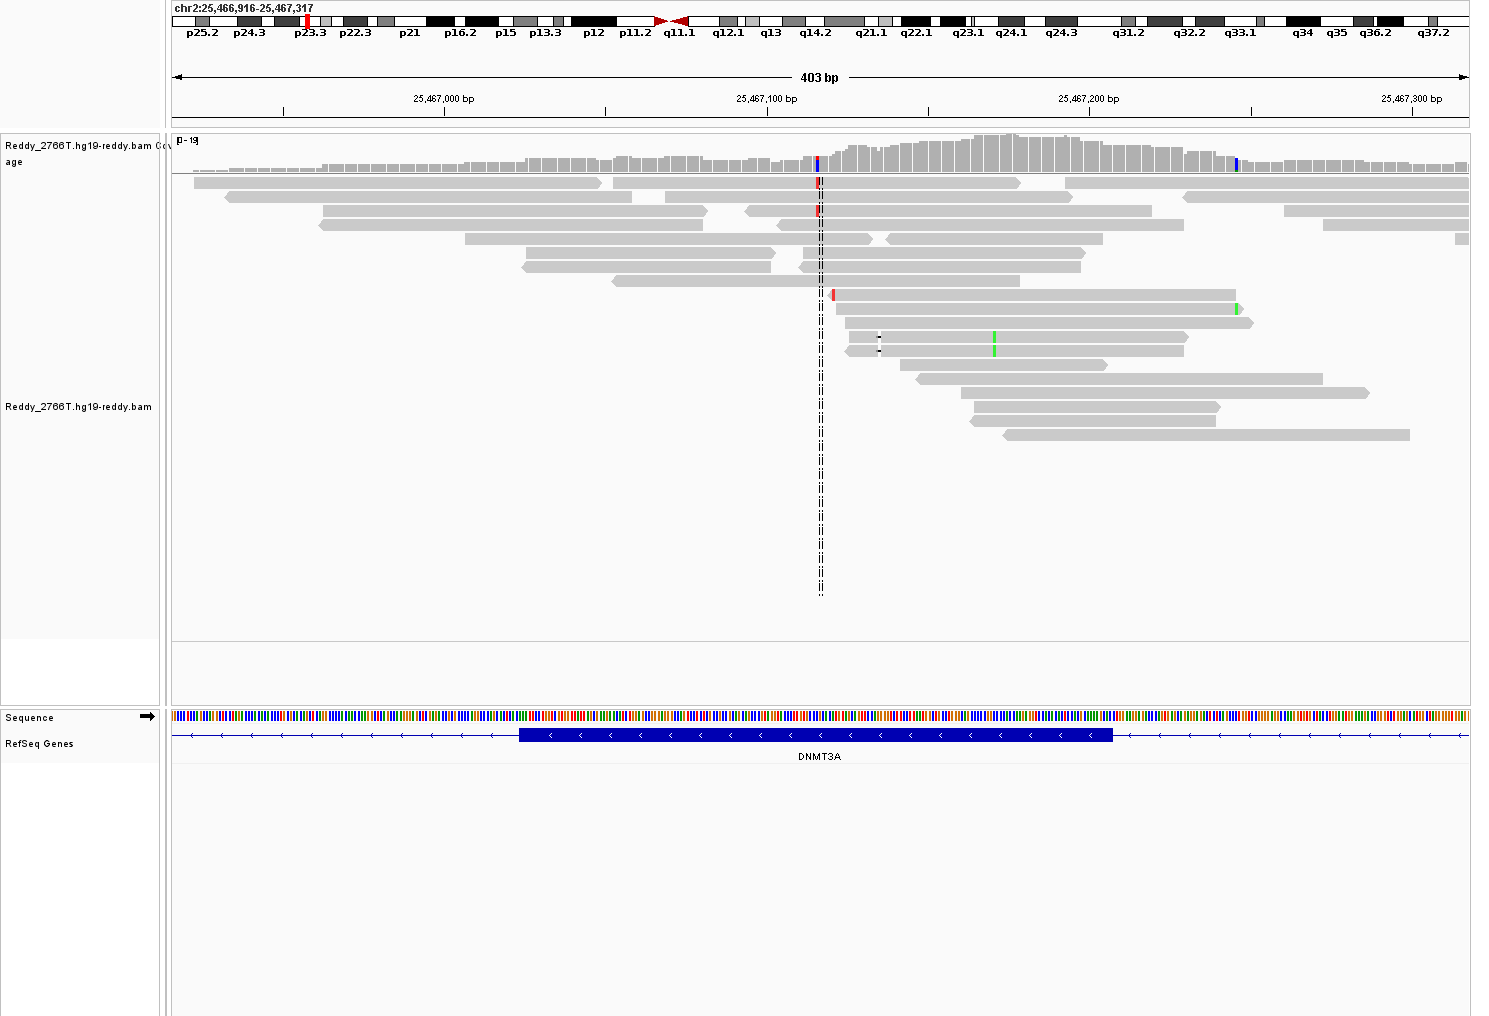 chr2:25,466,916-25,467,317
p25.2 p24.3 p23.3 p22.3 p21 p16.2 p15 p13.3 p12 p11.2 q11.1 q12.1 q13 q14.2 q21.1 q22.1 q23.1 q24.1 q24.3 q31.2 q32.2 q33.1 q34 q35 q36.2 q37.2
403 bp
25,467,000 bp 25,467,100 bp 25,467,200 bp 25,467,300 bp
Reddy_2766T.hg19-reddy.bam Cov
age
[0 - 19]
Reddy_2766T.hg19-reddy.bam
Sequence
RefSeq Genes
DNMT3A